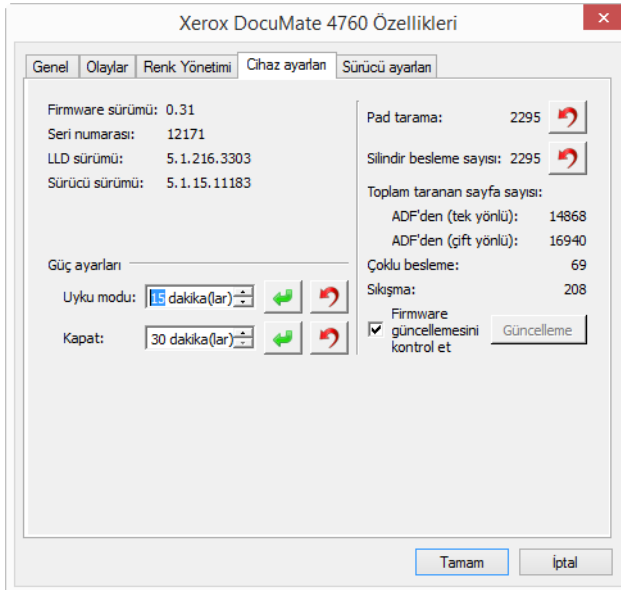 Xerox DocuMate 4760 Özellikleri
Genel Olaylar Renk Yönetimi Cihaz ayarları Sürücü ayarları
Firmware sürümü: 0.31
Seri numarası: 12171
LLD sürümü: 5.1.216.3303
Sürücü sürümü: 5.1.15.11183
Güç ayarları
Uyku modu: 15 dakika(lar)
Kapat: 30 dakika(lar)
Pad tarama: 2295
Silindir besleme sayısı: 2295
Toplam taranan sayfa sayısı:
ADF'den (tek yönlü): 14868
ADF'den (çift yönlü): 16940
Çoklu besleme: 69
Sıkışma: 208
Firmware
güncellemesini
kontrol et
Güncelleme
Tamam İptal